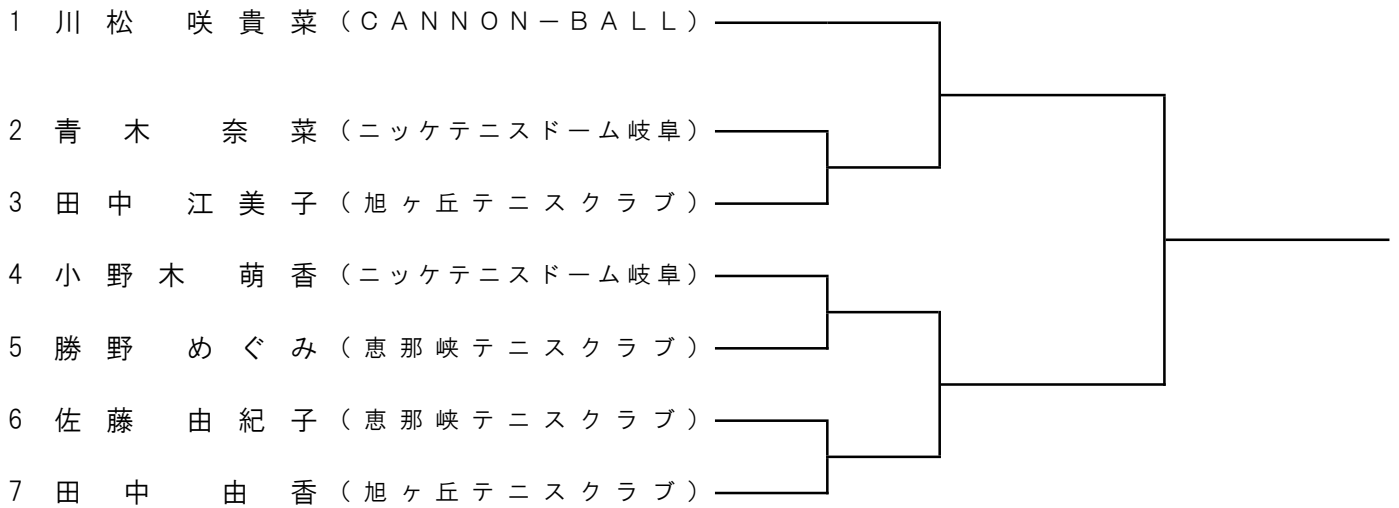 1 川松 咲貴菜 (CANNON-BALL)
2 青木 奈菜 (ニッケテニスドーム岐阜)
3 田中 江美子 (旭ヶ丘テニスクラブ)
4 小野木 萌香 (ニッケテニスドーム岐阜)
5 勝野 めぐみ (恵那峡テニスクラブ)
6 佐藤 由紀子 (恵那峡テニスクラブ)
7 田中 由香 (旭ヶ丘テニスクラブ)